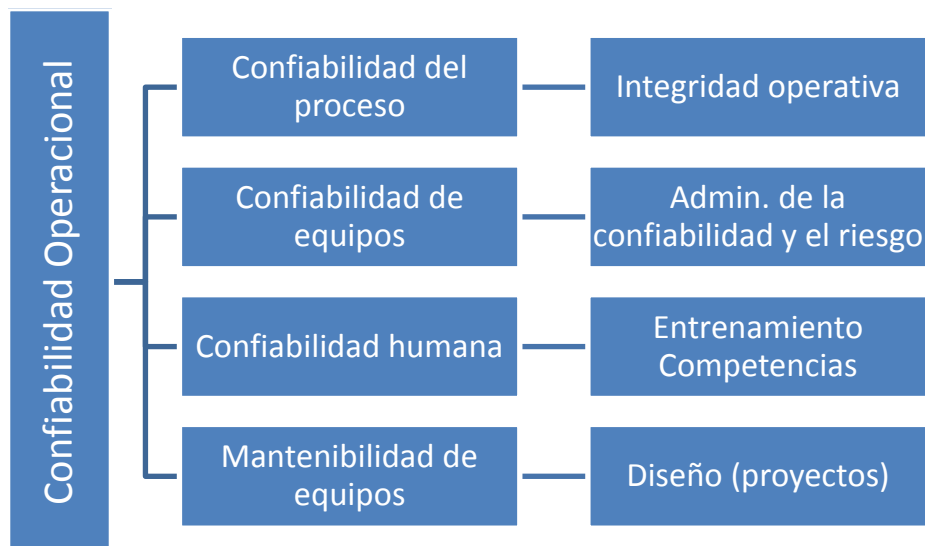 Confiabilidad Operacional
Confiabilidad del
proceso
Integridad operativa
Confiabilidad de
equipos
Admin. de la
confiabilidad y el riesgo
Confiabilidad humana
Entrenamiento
Competencias
Mantenibilidad de
equipos
Diseño (proyectos)